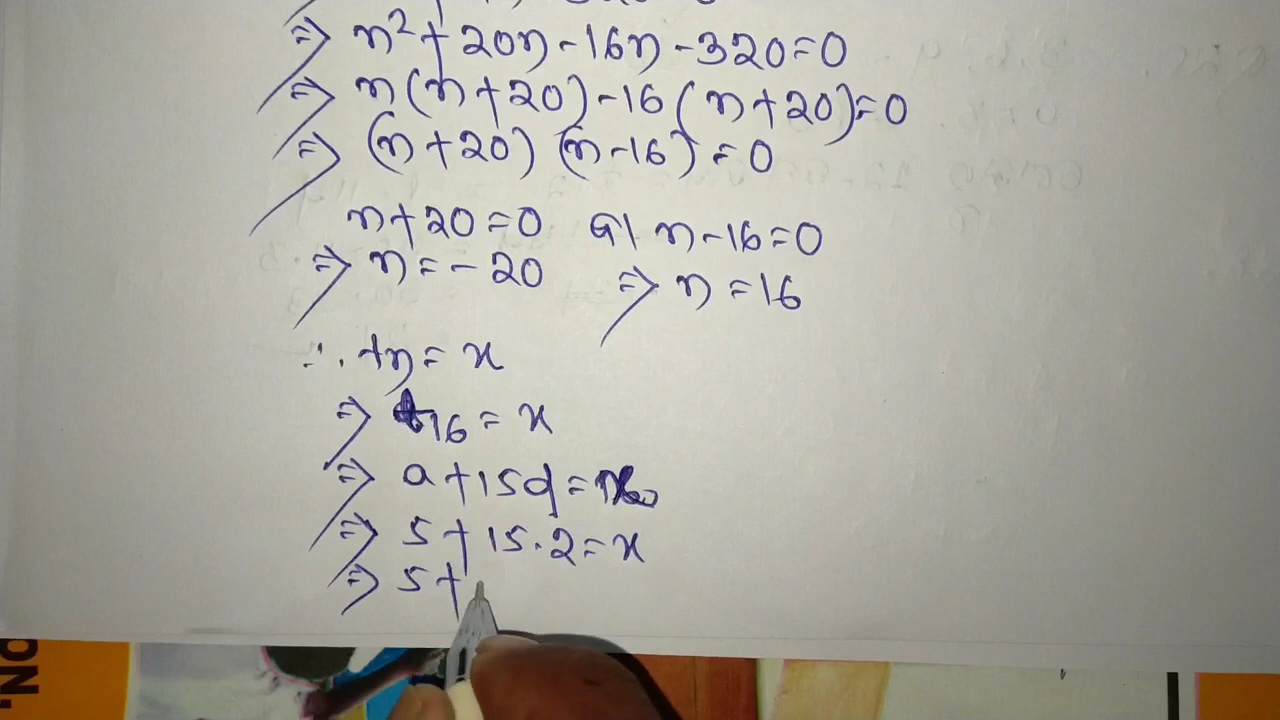 ⇒ n² + 20n - 16n - 320 = 0
⇒ n(n + 20) - 16(n + 20) = 0
⇒ (n + 20) (n - 16) = 0
n + 20 = 0 বা n - 16 = 0
⇒ n = - 20 ⇒ n = 16
∴ tn = x
⇒ t16 = x
⇒ a + 15d = x
⇒ 5 + 15.2 = x
⇒ 5 +
ON.